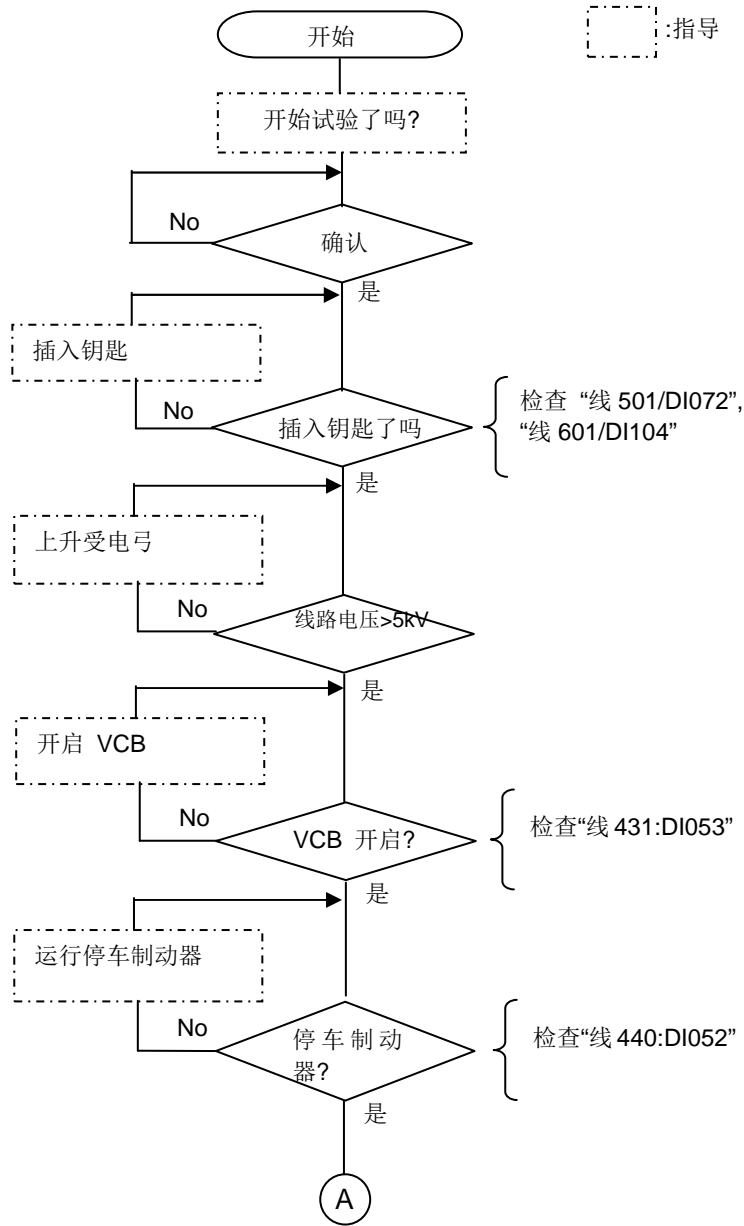 开始
:指导
开始试验了吗?
No
确认
是
插入钥匙
No
插入钥匙了吗
检查 “线 501/DI072”,
“线 601/DI104”
是
上升受电弓
No
线路电压>5kV
是
开启 VCB
No
VCB 开启?
检查“线 431:DI053”
是
运行停车制动器
No
停车制动
器?
检查“线 440:DI052”
是
A